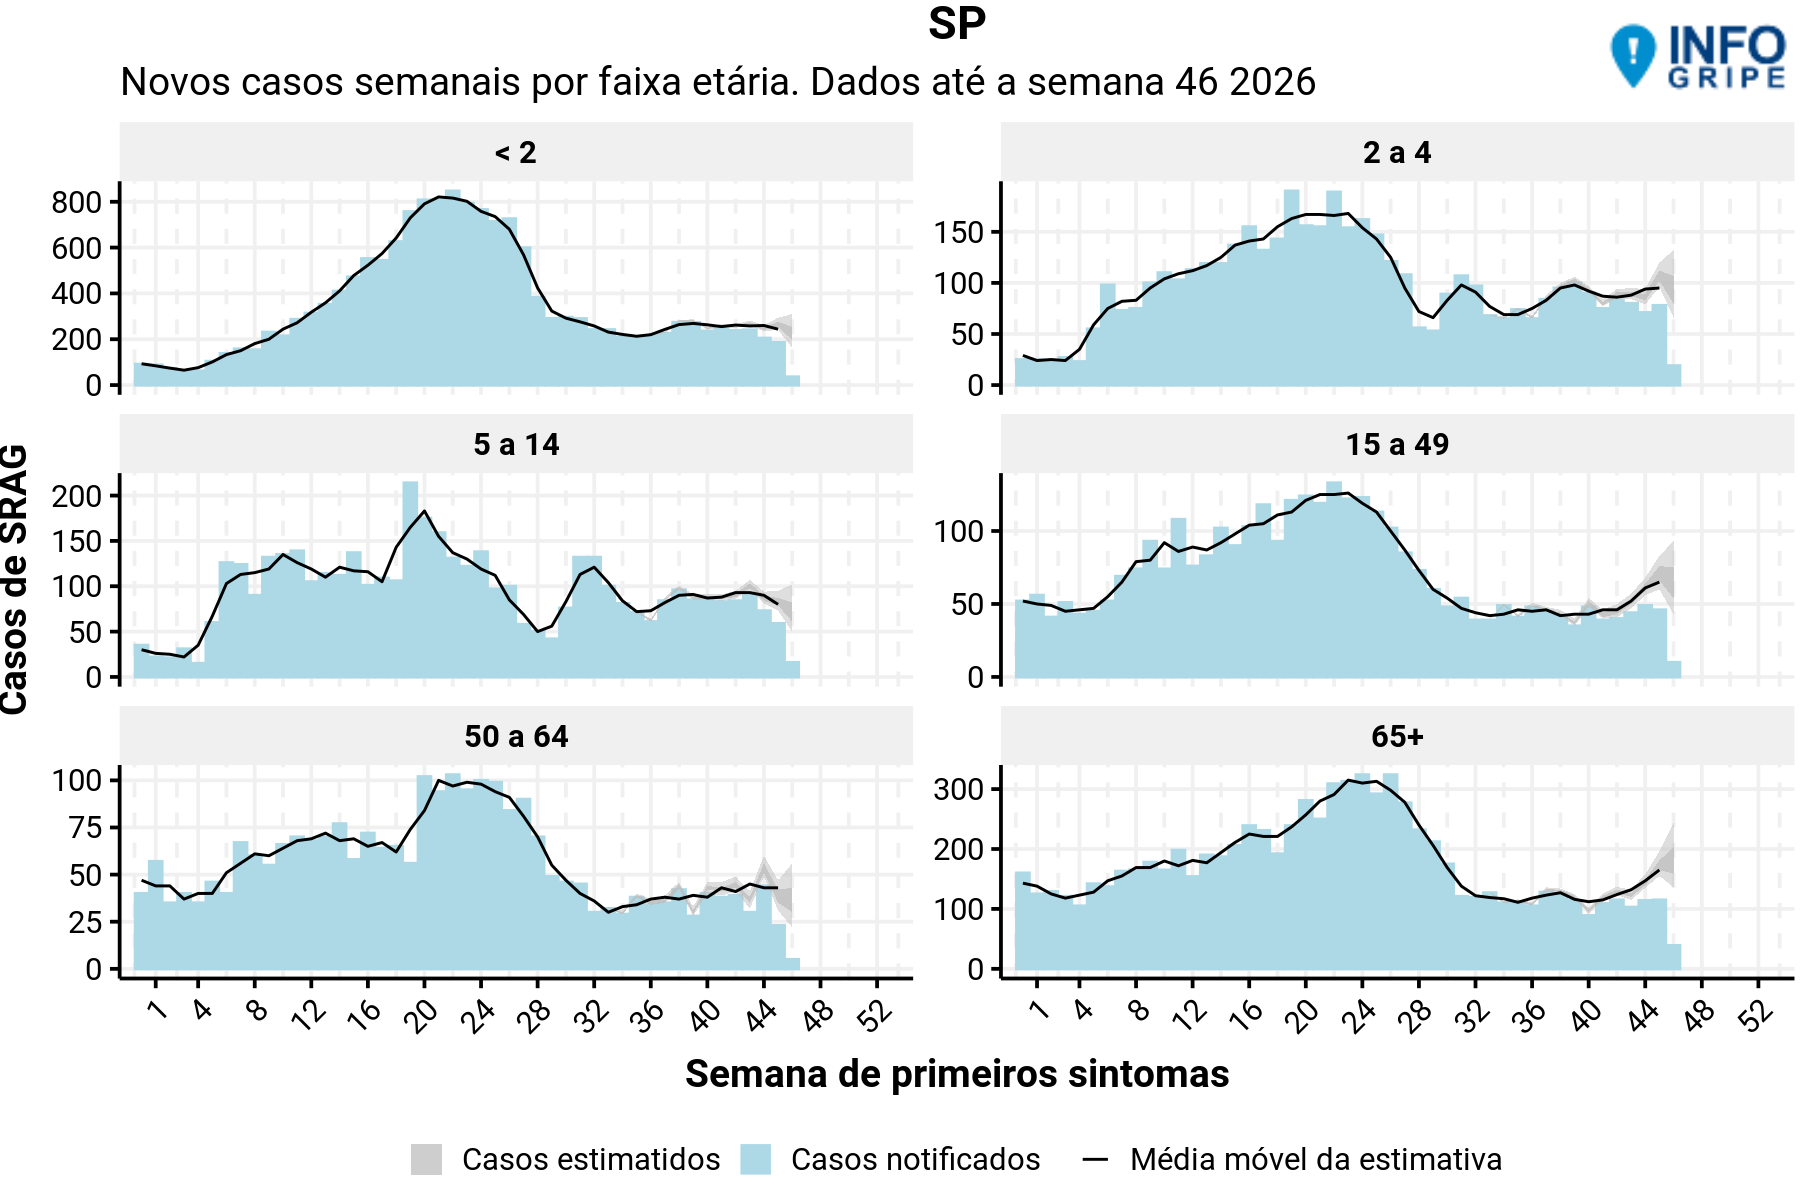 SP
INFO
GRIPE
Novos casos semanais por faixa etária. Dados até a semana 46 2026
< 2
2 a 4
800
600
400
200
0
150
100
50
0
5 a 14
15 a 49
200
150
100
50
0
100
50
0
Casos de SRAG
50 a 64
65+
100
75
50
25
0
300
200
100
0
1 4 8 12 16 20 24 28 32 36 40 44 48 52
1 4 8 12 16 20 24 28 32 36 40 44 48 52
Semana de primeiros sintomas
Casos estimatidos
Casos notificados
Média móvel da estimativa